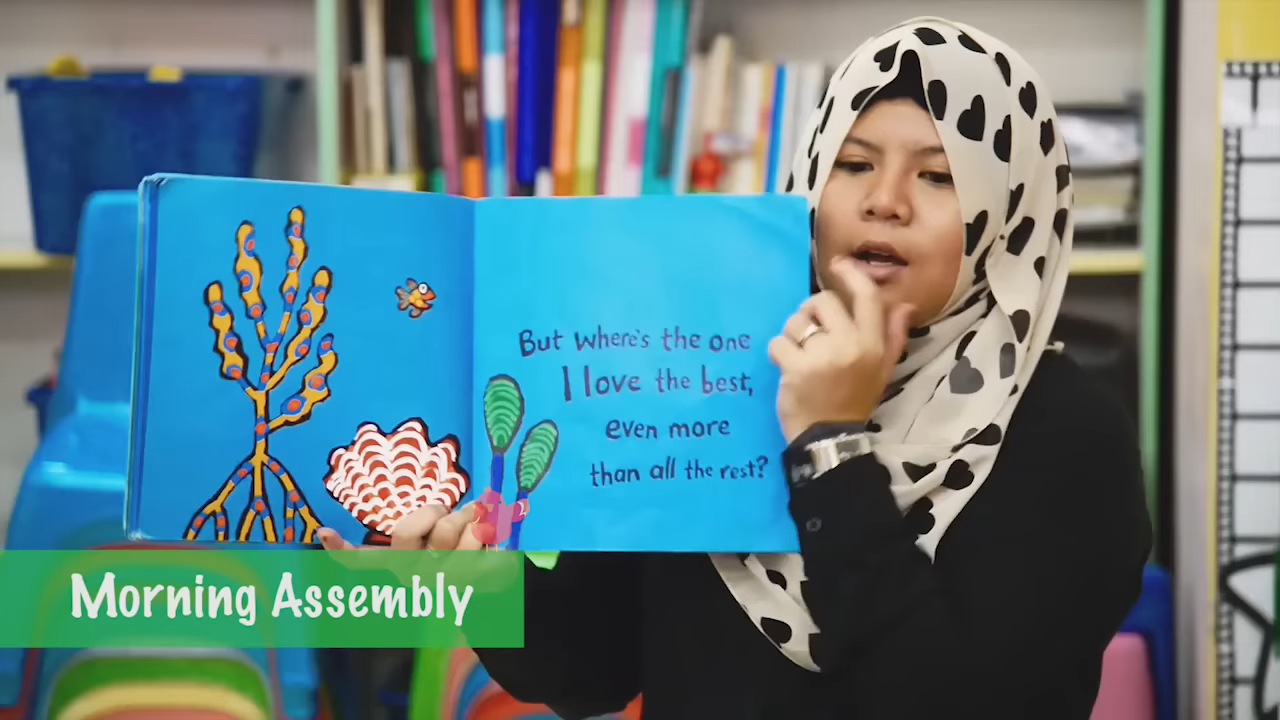 But where's the one
I love the best,
even more
than all the rest?
Morning Assembly